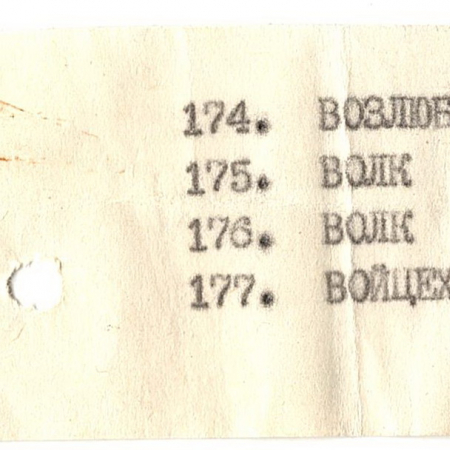 174. ВОЗЛЮБ
175. ВОЛК
176. ВОЛК
177. ВОЙЦЕХ